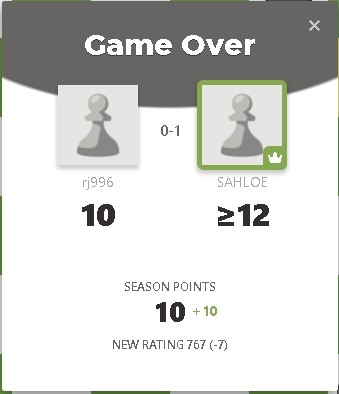 Game Over
×
0-1
rj996
SAHLOE
10
≥12
SEASON POINTS
10 +10
NEW RATING 767 (-7)